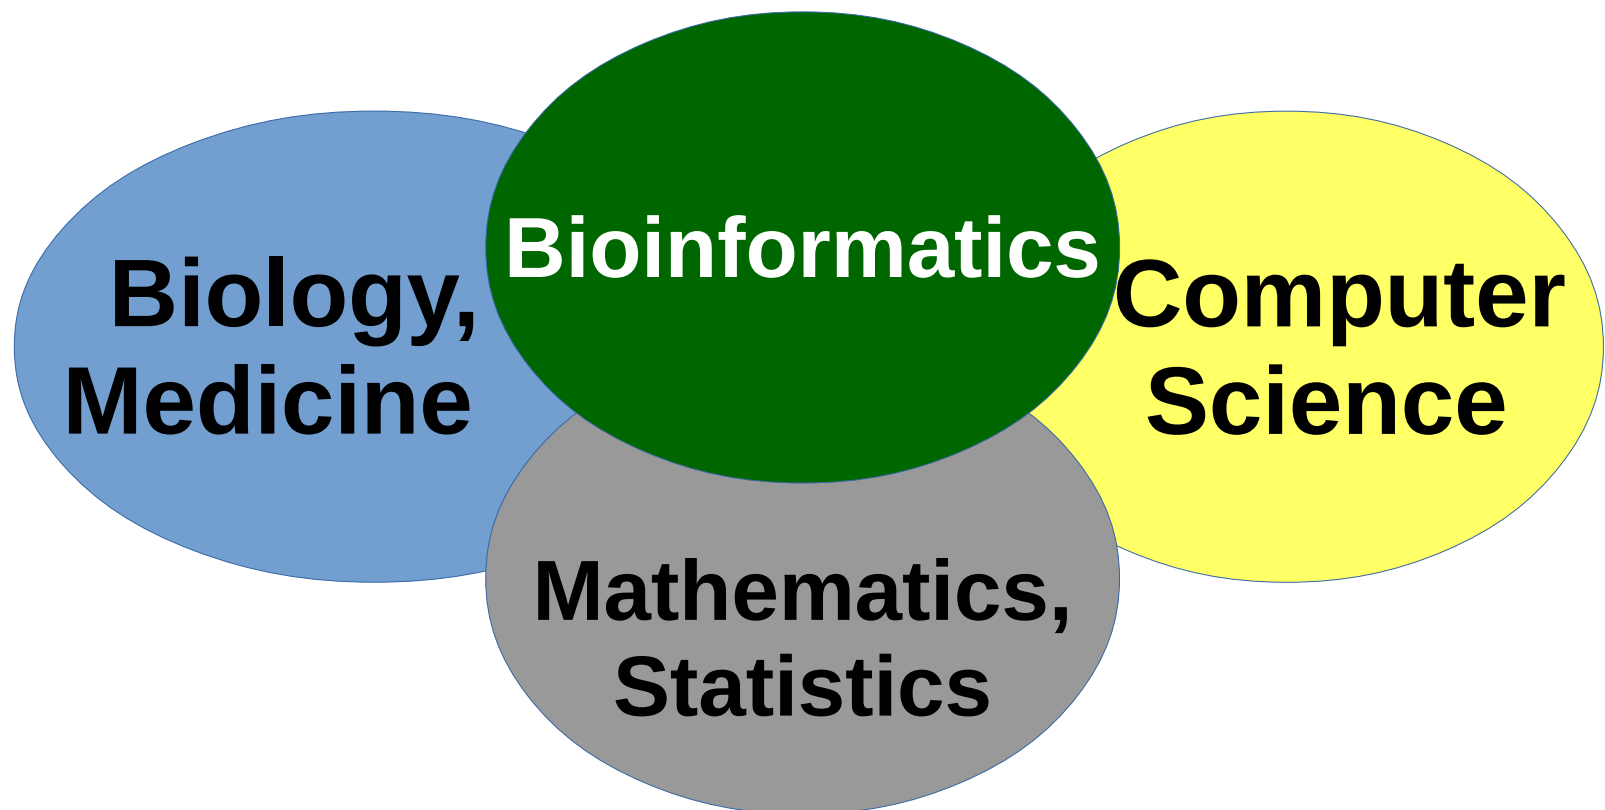 Bioinformatics
Biology,
Medicine
Computer
Science
Mathematics,
Statistics